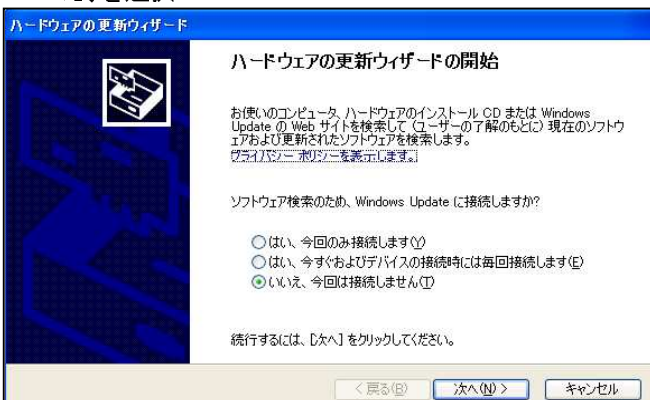 ハードウェアの更新ウィザード
ハードウェアの更新ウィザードの開始
お使いのコンピュータ、ハードウェアのインストール CD または Windows
Update の Web サイトを検索して (ユーザーの了解のもとに) 現在のソフトウ
ェアおよび更新されたソフトウェアを検索します。
プライバシー ポリシーを表示します。
ソフトウェア検索のため、Windows Update に接続しますか?
はい、今回のみ接続します(Y)
はい、今すぐおよびデバイスの接続時には毎回接続します(E)
いいえ、今回は接続しません(T)
続行するには、[次へ] をクリックしてください。
< 戻る(B)
次へ(N) >
キャンセル